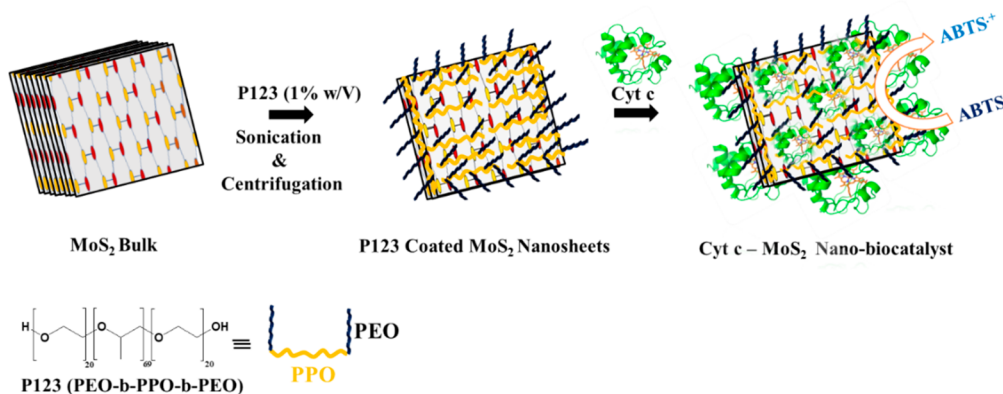 P123 (1% w/V)
Sonication
&
Centrifugation
Cyt c
ABTS·+
ABTS
MoS2 Bulk
P123 Coated MoS2 Nanosheets
Cyt c – MoS2 Nano-biocatalyst
H O 20 O 69 O 20 OH
≡
PEO
PPO
P123 (PEO-b-PPO-b-PEO)